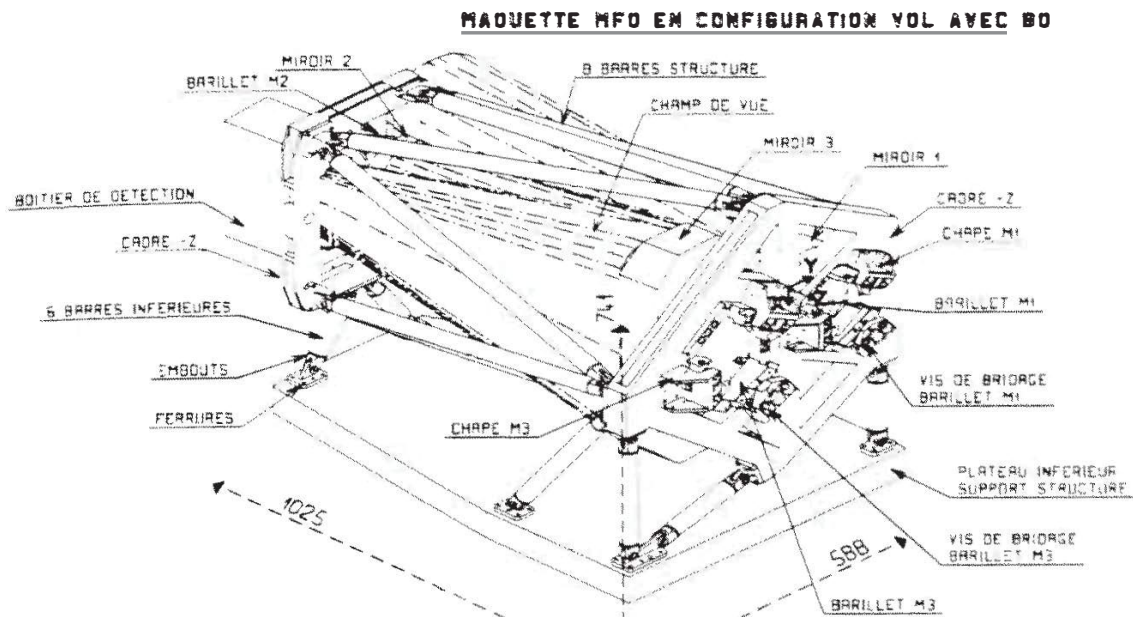 MAQUETTE MFO EN CONFIGURATION VOL AVEC BO
MIROIR 2
BARILLET M2
8 BARRES STRUCTURE
CHAMP DE VUE
MIROIR 3
MIROIR 1
BOITIER DE DETECTION
CADRE -Z
CADRE -Z
CHAPE M1
6 BARRES INFERIEURES
741
BARILLET M1
EMBOUTS
VIS DE BRIDAGE
BARILLET M1
FERRURES
CHAPE M3
PLATEAU INFERIEUR
SUPPORT STRUCTURE
1025
588
VIS DE BRIDAGE
BARILLET M3
BARILLET M3